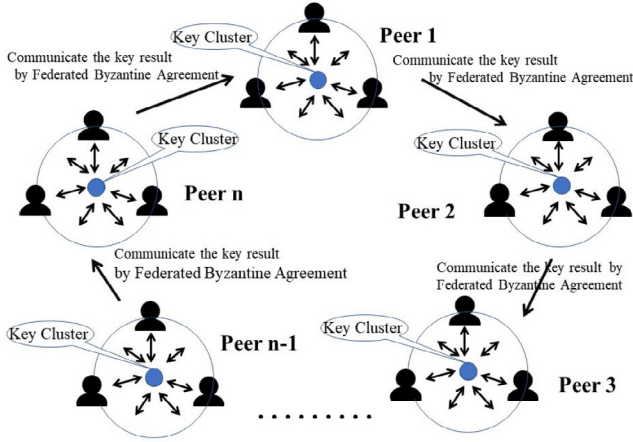 Key Cluster
Peer 1
Communicate the key result
by Federated Byzantine Agreement
Communicate the key result
by Federated Byzantine Agreement
Key Cluster
Peer n
Key Cluster
Peer 2
Communicate the key result
by Federated Byzantine Agreement
Communicate the key result by
Federated Byzantine Agreement
Key Cluster
Peer n-1
Key Cluster
Peer 3
. . . . . . . . .